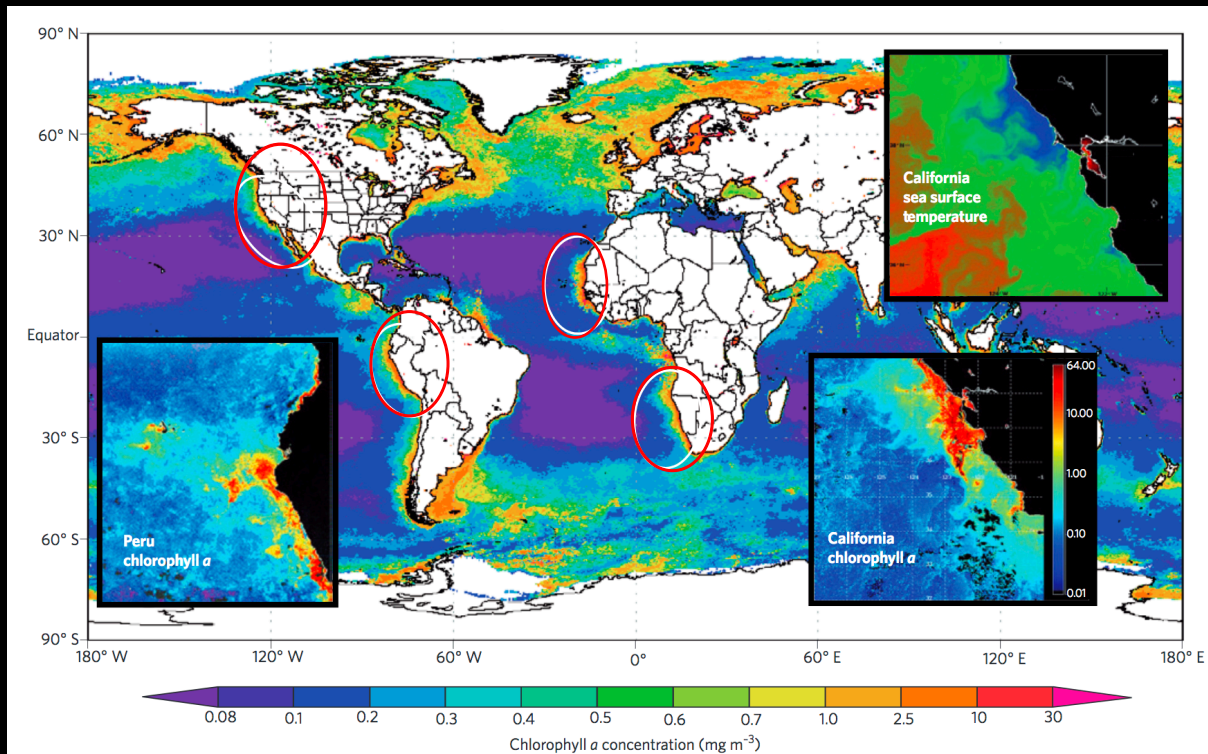 90° N
60° N
30° N
Equator
30° S
60° S
90° S
180° W
120° W
60° W
0°
60° E
120° E
180° E
California
sea surface
temperature
Peru
chlorophyll a
California
chlorophyll a
64.00
10.00
1.00
0.10
0.01
0.08
0.1
0.2
0.3
0.4
0.5
0.6
0.7
1.0
2.5
10
30
Chlorophyll a concentration (mg m⁻³)